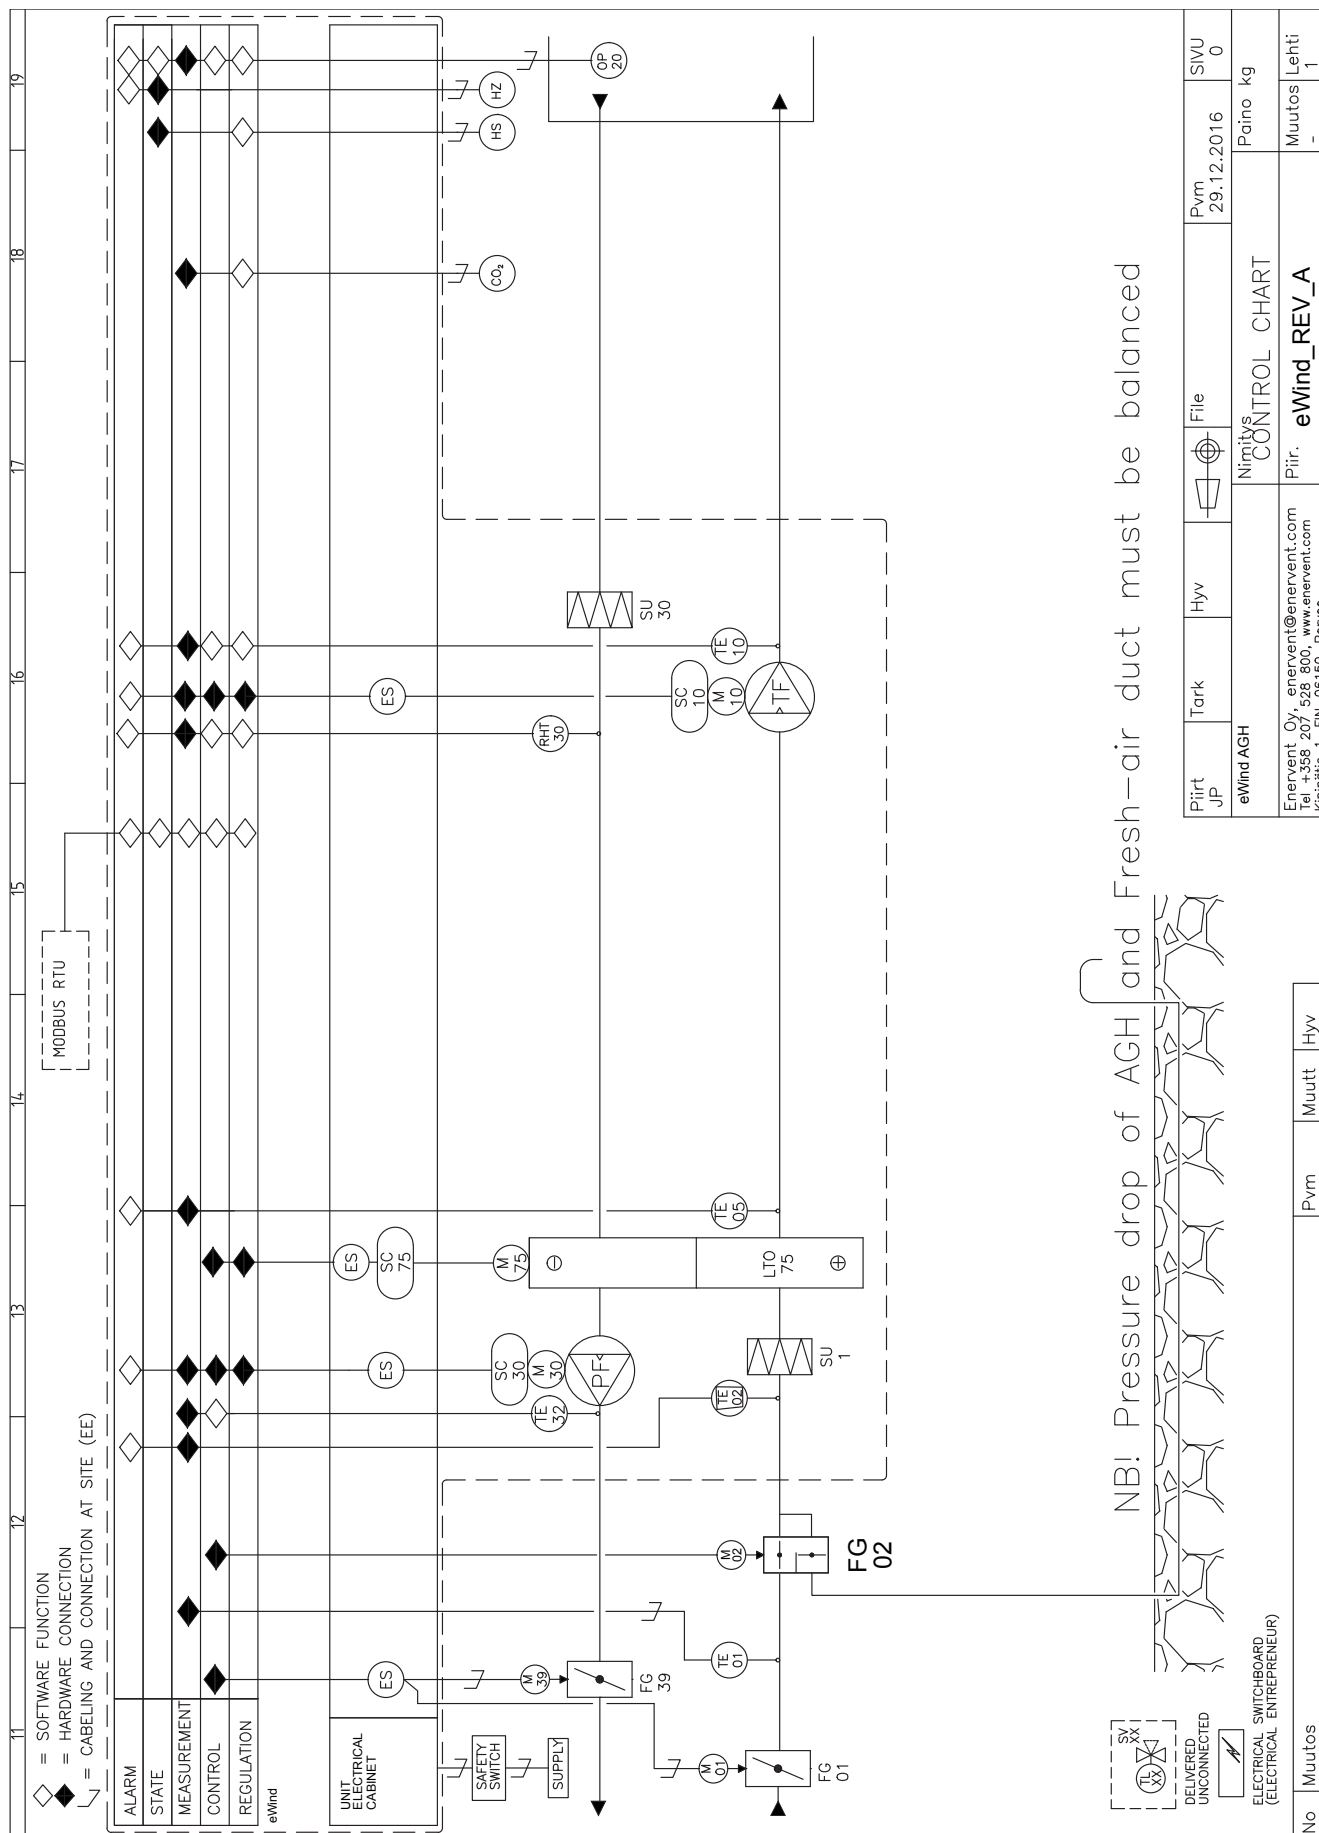 11
12
13
14
15
16
17
18
19
= SOFTWARE FUNCTION
= HARDWARE CONNECTION
= CABELING AND CONNECTION AT SITE (EE)
MODBUS RTU
ALARM
STATE
MEASUREMENT
CONTROL
REGULATION
eWind
UNIT
ELECTRICAL
CABINET
SAFETY
SWITCH
SUPPLY
ES
ES
ES
SC
75
ES
M
39
FG
39
TE
32
SC
30
M
30
PF
M
75
RHT
30
SU
30
CO₂
HS
HZ
OP
20
M
01
FG
01
TE
01
M
02
FG
02
TE
02
SU
1
LTO
75
TE
05
SC
10
M
10
TF
TE
10
NB! Pressure drop of AGH and Fresh-air duct must be balanced
SV
XX
TL
XX
DELIVERED
UNCONNECTED
ELECTRICAL SWITCHBOARD
(ELECTRICAL ENTREPRENEUR)
No
Muutos
Pvm
Muutt
Hyv
Piirt
JP
Tark
Hyv
File
Pvm
29.12.2016
SIVU
0
eWind AGH
Nimitys
CONTROL CHART
Paino kg
Enervent Oy, enervent@enervent.com
Tel +358 207 528 800, www.enervent.com
Piir.
eWind_REV_A
Muutos
-
Lehti
1